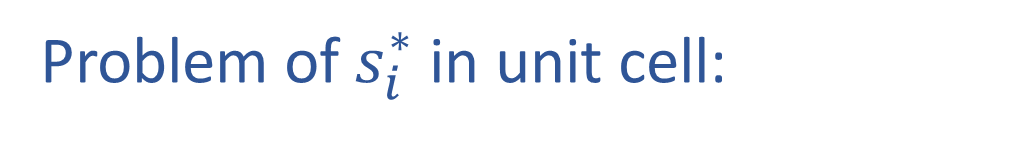 Problem of $s_i^*$ in unit cell: